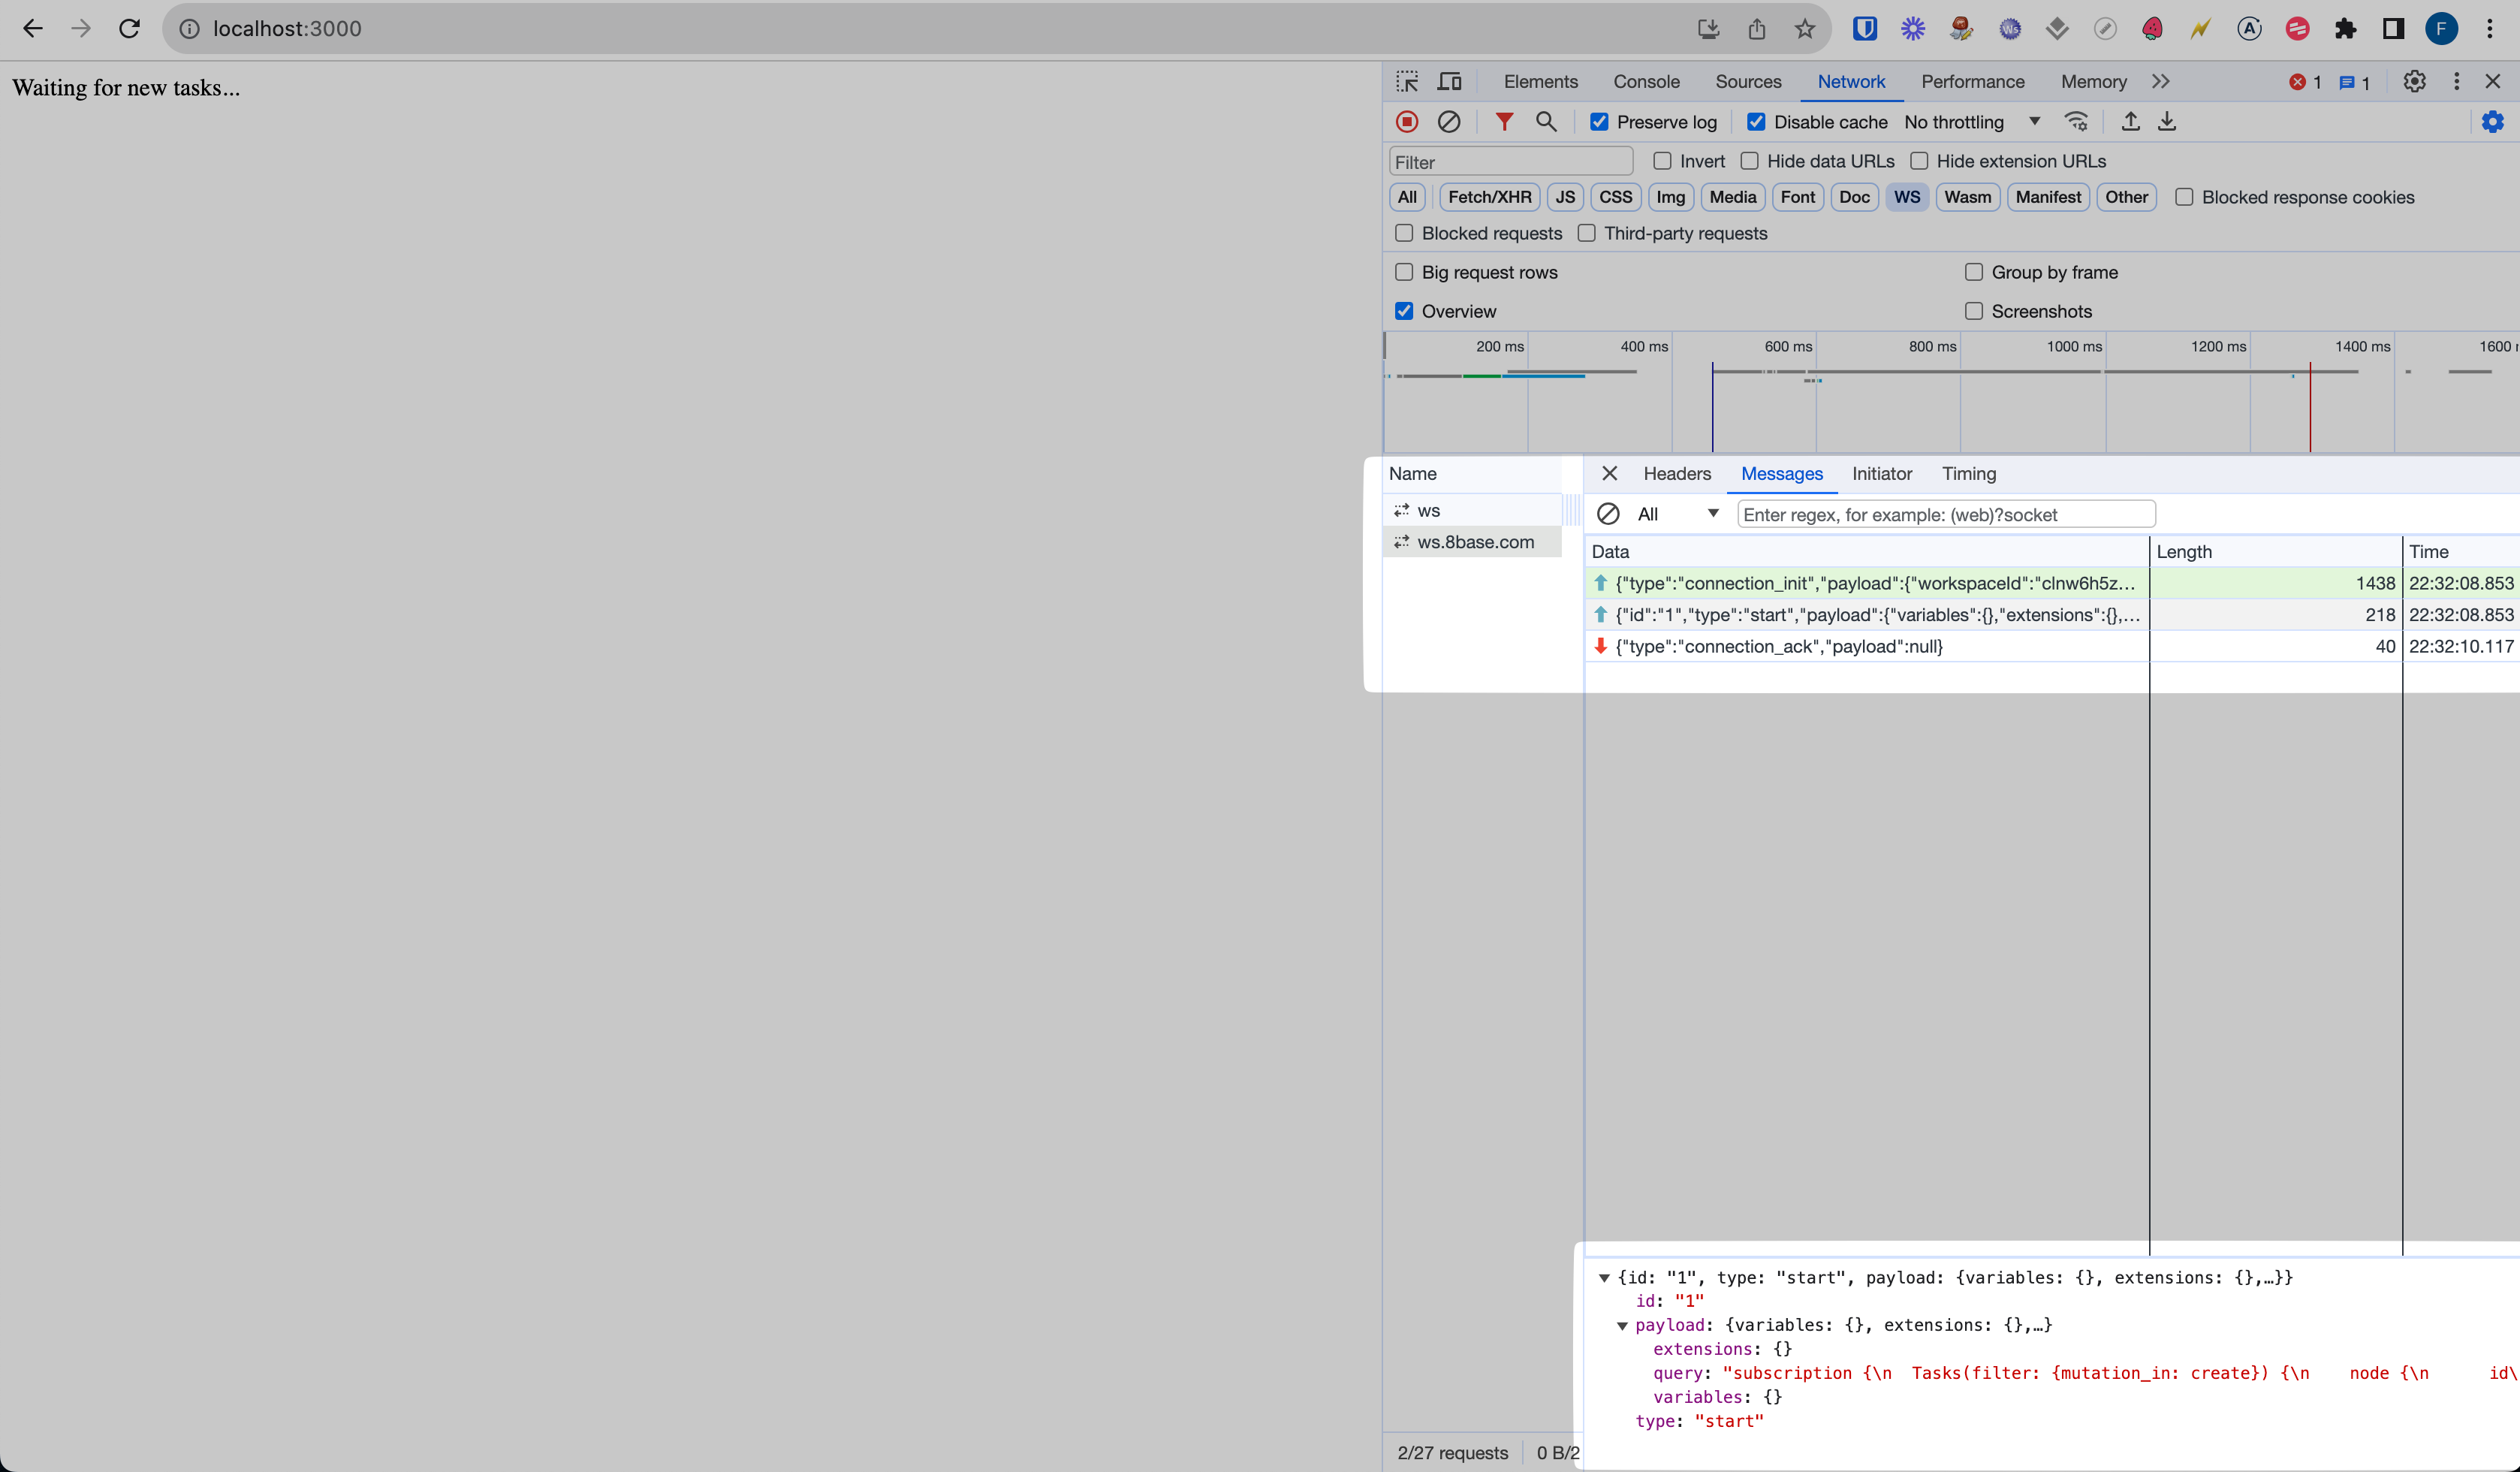 localhost:3000
Ws
A
F
Waiting for new tasks...
Elements Console Sources Network Performance Memory 1 1
Preserve log Disable cache No throttling
Filter Invert Hide data URLs Hide extension URLs
All Fetch/XHR JS CSS Img Media Font Doc WS Wasm Manifest Other Blocked response cookies
Blocked requests Third-party requests
Big request rows Group by frame
Overview Screenshots
200 ms 400 ms 600 ms 800 ms 1000 ms 1200 ms 1400 ms 1600
Name Headers Messages Initiator Timing
ws All Enter regex, for example: (web)?socket
ws.8base.com
Data Length Time
{"type":"connection_init","payload":{"workspaceId":"clnw6h5z… 1438 22:32:08.853
{"id":"1","type":"start","payload":{"variables":{},"extensions":{},… 218 22:32:08.853
{"type":"connection_ack","payload":null} 40 22:32:10.117
{id: "1", type: "start", payload: {variables: {}, extensions: {},…}}
id: "1"
payload: {variables: {}, extensions: {},…}
extensions: {}
query: "subscription {\n  Tasks(filter: {mutation_in: create}) {\n    node {\n      id\
variables: {}
type: "start"
2/27 requests 0 B/2